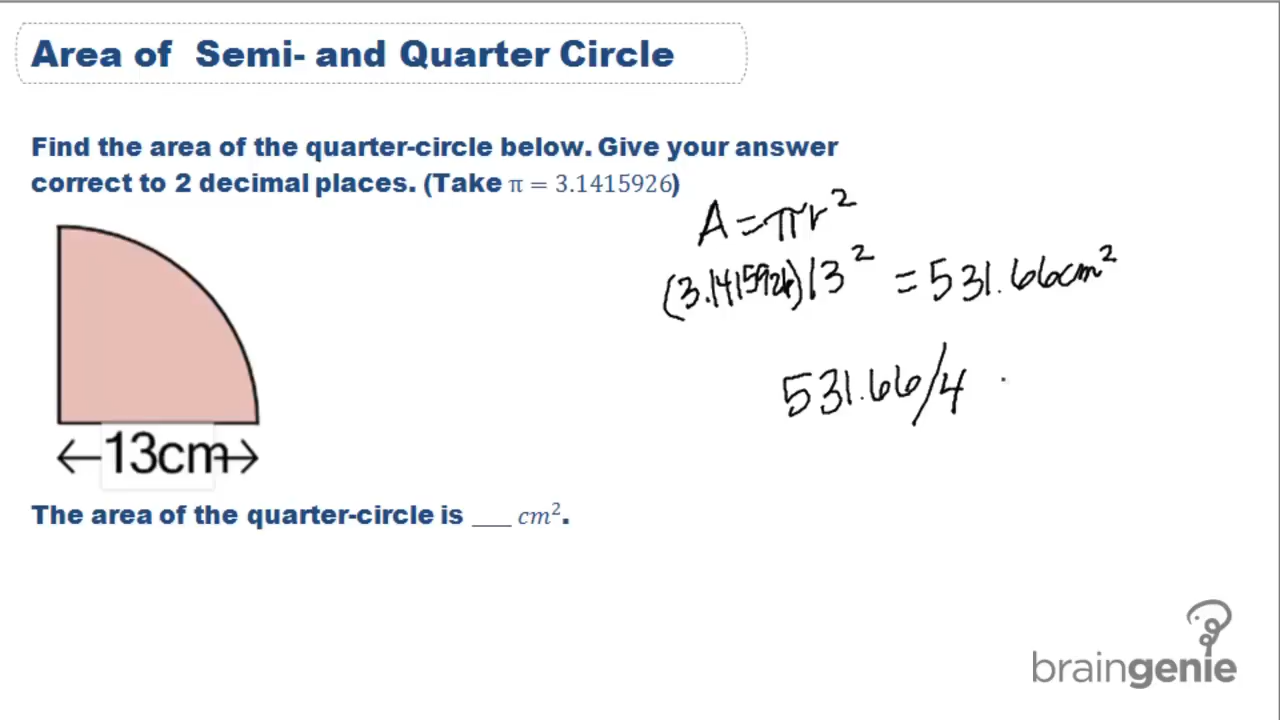 Area of Semi- and Quarter Circle
Find the area of the quarter-circle below. Give your answer
correct to 2 decimal places. (Take π = 3.1415926)
A = πr²
(3.1415926)13² = 531.66cm²
531.66/4
13cm
The area of the quarter-circle is ___ cm².
braingenie